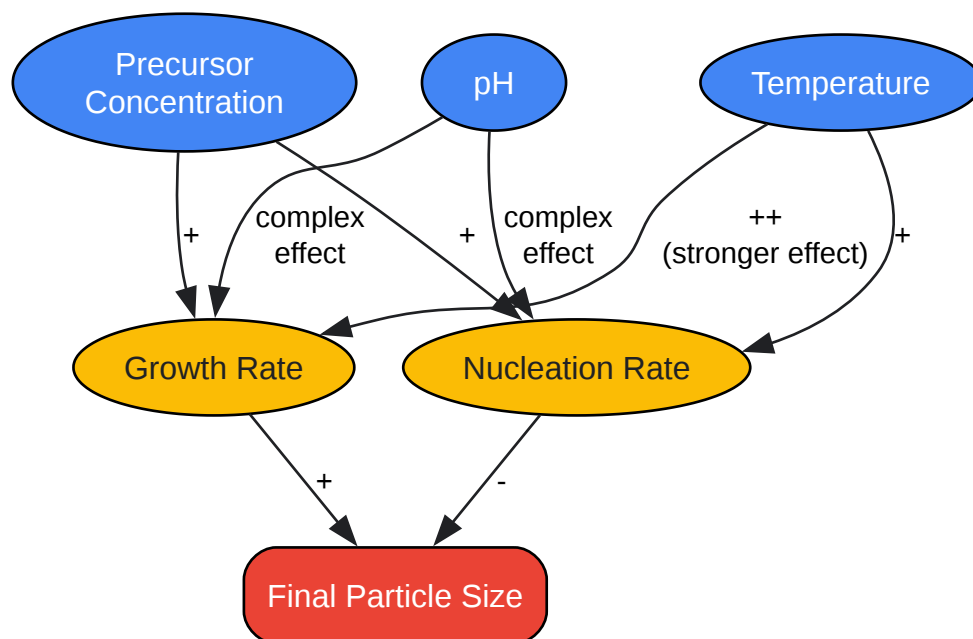 Precursor
Concentration
pH
Temperature
+
complex
effect
+
complex
effect
++
(stronger effect)
+
Growth Rate
Nucleation Rate
+
-
Final Particle Size